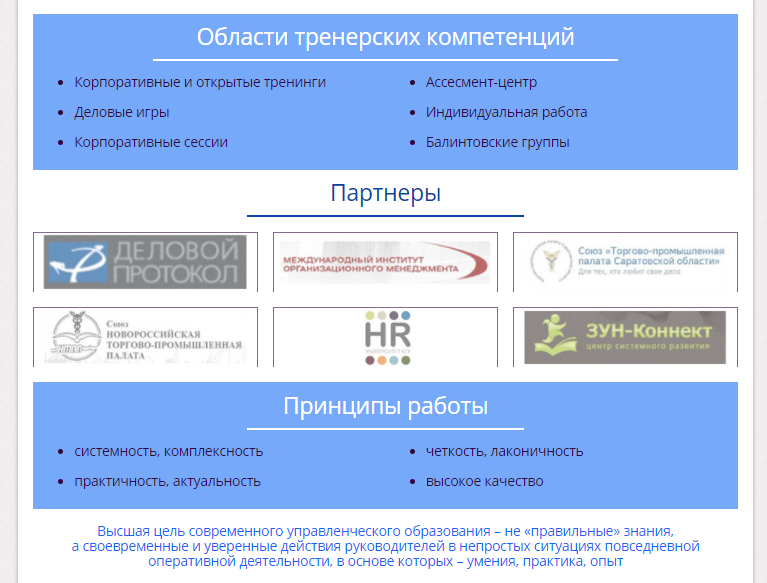 Области тренерских компетенций
Корпоративные и открытые тренинги
Ассесмент-центр
Деловые игры
Индивидуальная работа
Корпоративные сессии
Балинтовские группы
Партнеры
ДЕЛОВОЙ
ПРОТОКОЛ
МЕЖДУНАРОДНЫЙ ИНСТИТУТ
ОРГАНИЗАЦИОННОГО МЕНЕДЖМЕНТА
Союз «Торгово-промышленная
палата Саратовской области»
Для тех, кто любит свое дело
Союз
НОВОРОССИЙСКАЯ
ТОРГОВО-ПРОМЫШЛЕННАЯ
ПАЛАТА
HR
ЗУН-Коннект
центр системного развития
Принципы работы
системность, комплексность
четкость, лаконичность
практичность, актуальность
высокое качество
Высшая цель современного управленческого образования – не «правильные» знания,
а своевременные и уверенные действия руководителей в непростых ситуациях повседневной
оперативной деятельности, в основе которых – умения, практика, опыт